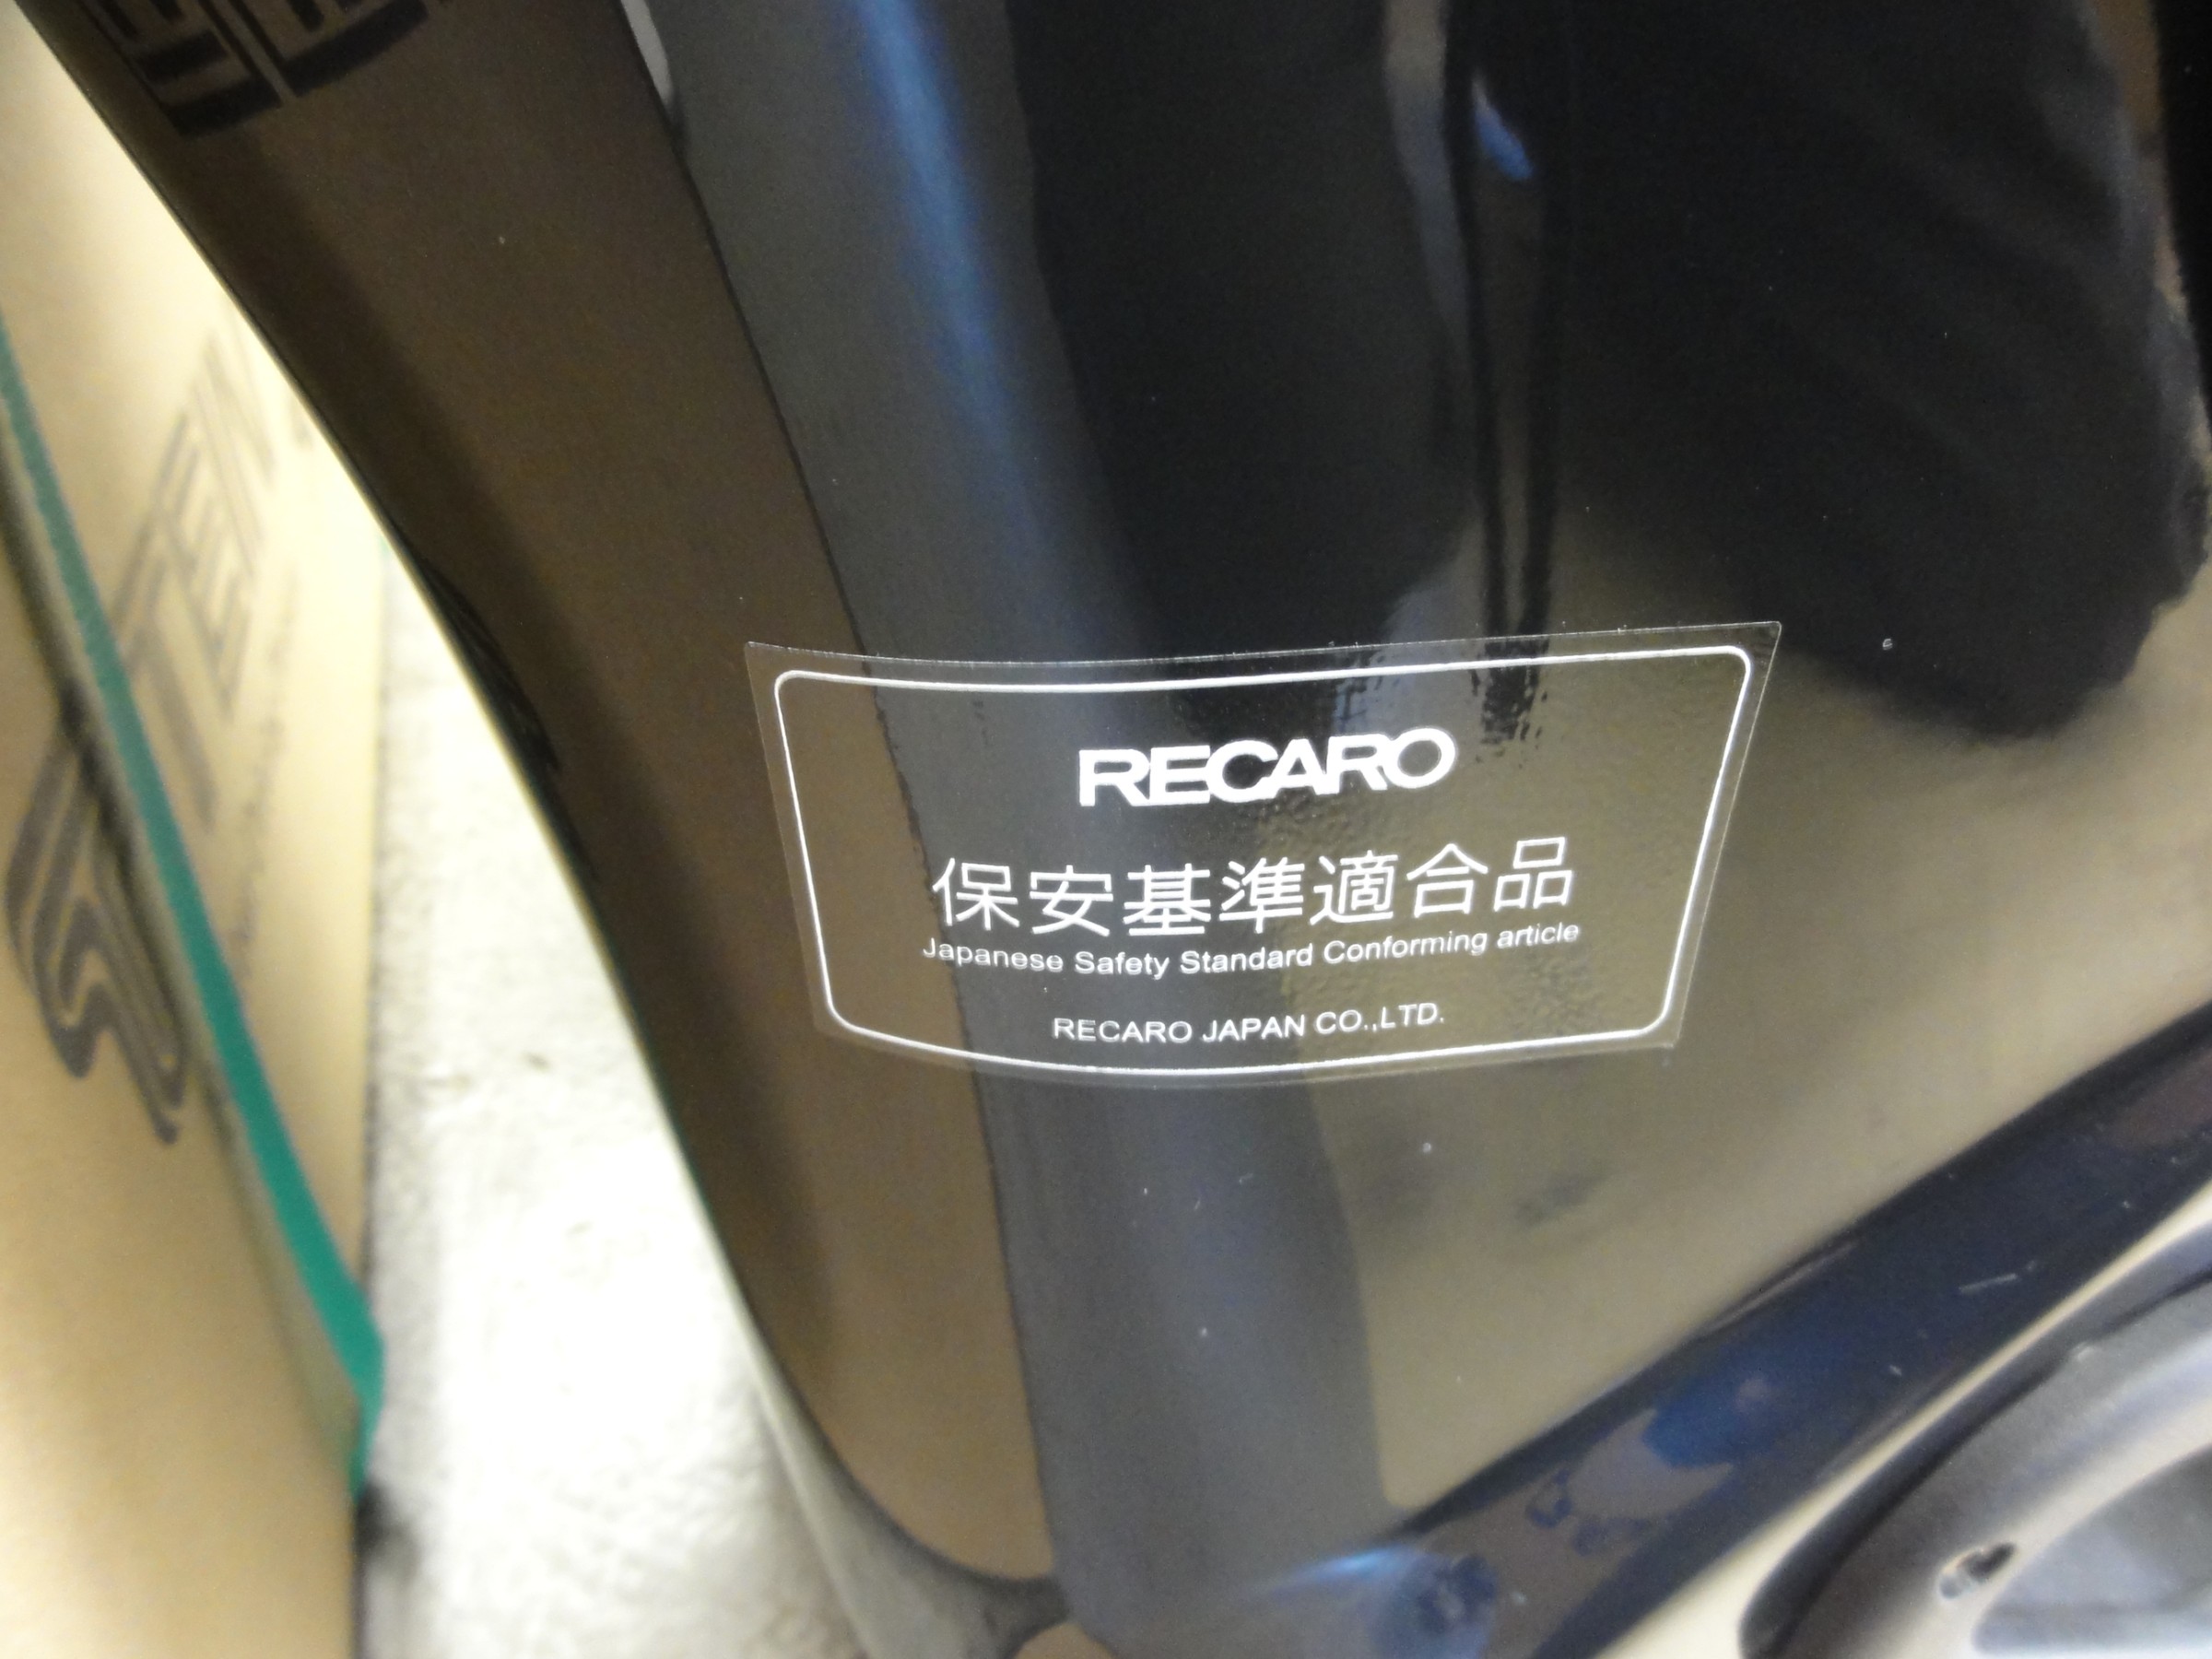 RECARO
保安基準適合品
Japanese Safety Standard Conforming article
RECARO JAPAN CO.,LTD.